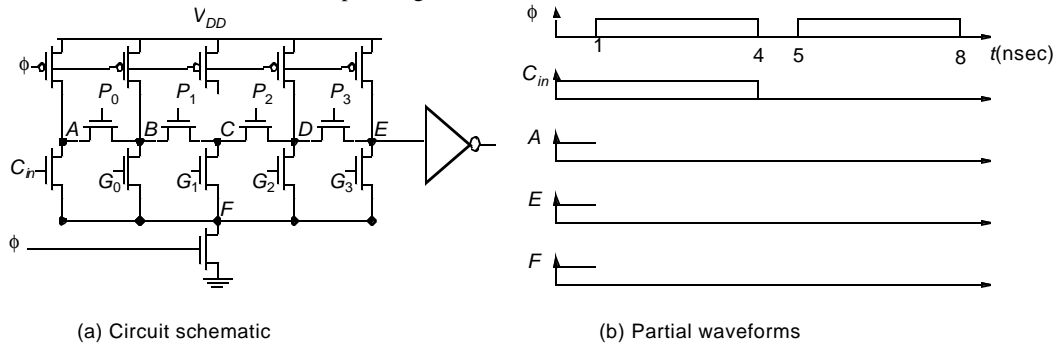 V_DD
ϕ
P_0 P_1 P_2 P_3
A B C D E
C_in G_0 G_1 G_2 G_3
F
ϕ
(a) Circuit schematic
ϕ
1 4 5 8 t(nsec)
C_in
A
E
F
(b) Partial waveforms